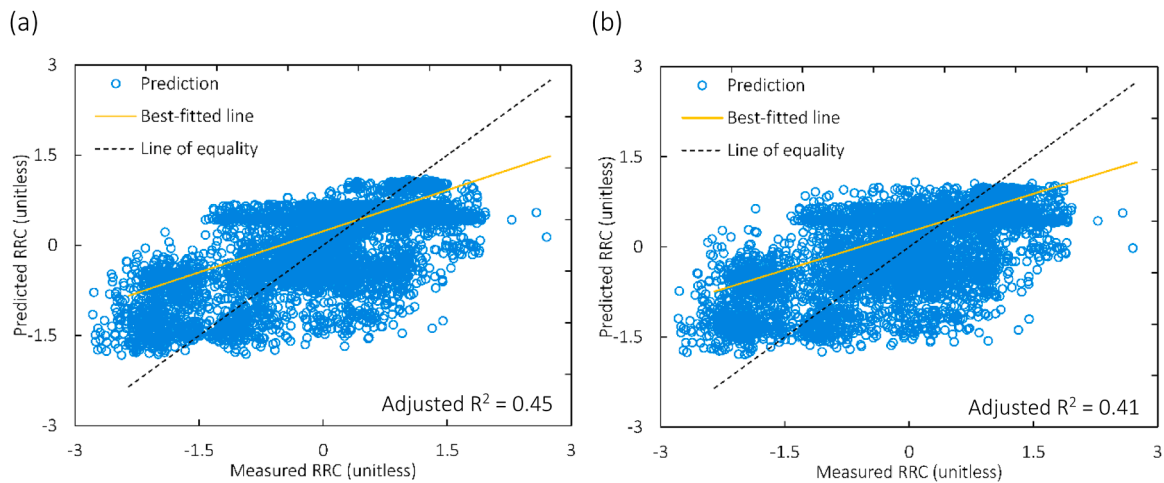 (a)
3
Prediction
Best-fitted line
Line of equality
1.5
0
-1.5
-3
Predicted RRC (unitless)
Adjusted R² = 0.45
-3 -1.5 0 1.5 3
Measured RRC (unitless)
(b)
3
Prediction
Best-fitted line
Line of equality
1.5
0
-1.5
-3
Predicted RRC (unitless)
Adjusted R² = 0.41
-3 -1.5 0 1.5 3
Measured RRC (unitless)